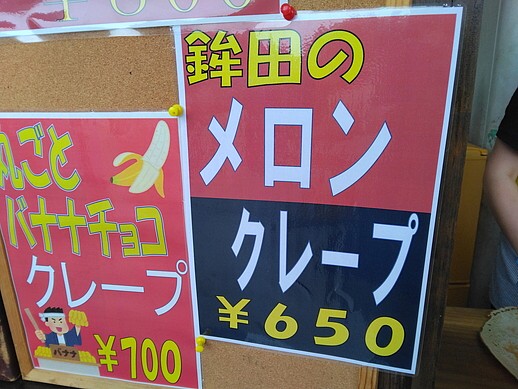 鉾田の
メロン
クレープ
￥650
丸ごと
バナナチョコ
クレープ
￥700
バナナ